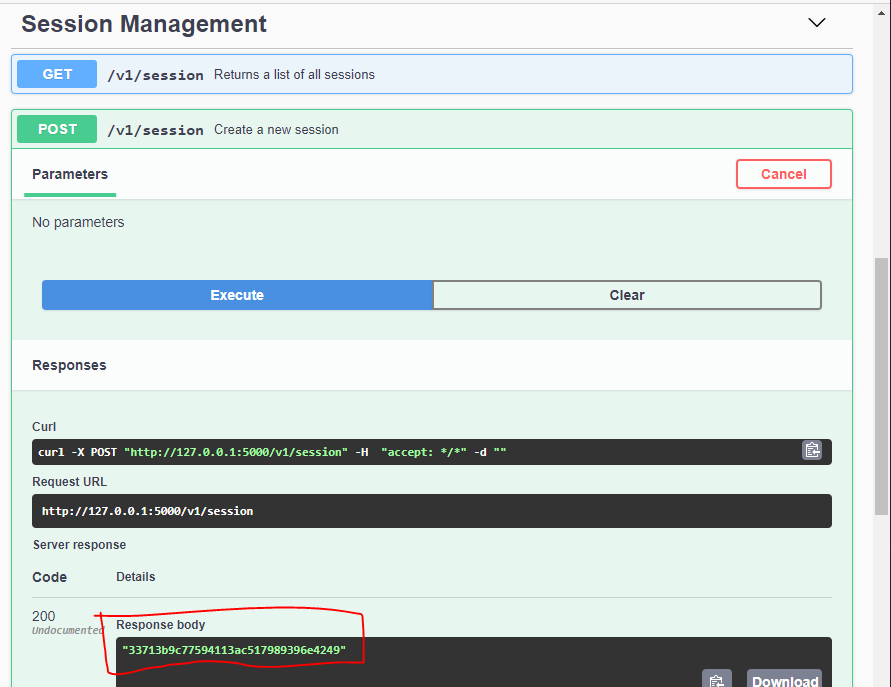 Session Management
GET /v1/session Returns a list of all sessions
POST /v1/session Create a new session
Parameters Cancel
No parameters
Execute Clear
Responses
Curl
curl -X POST "http://127.0.0.1:5000/v1/session" -H "accept: */*" -d ""
Request URL
http://127.0.0.1:5000/v1/session
Server response
Code Details
200
Undocumented
Response body
"33713b9c77594113ac517989396e4249"
Download